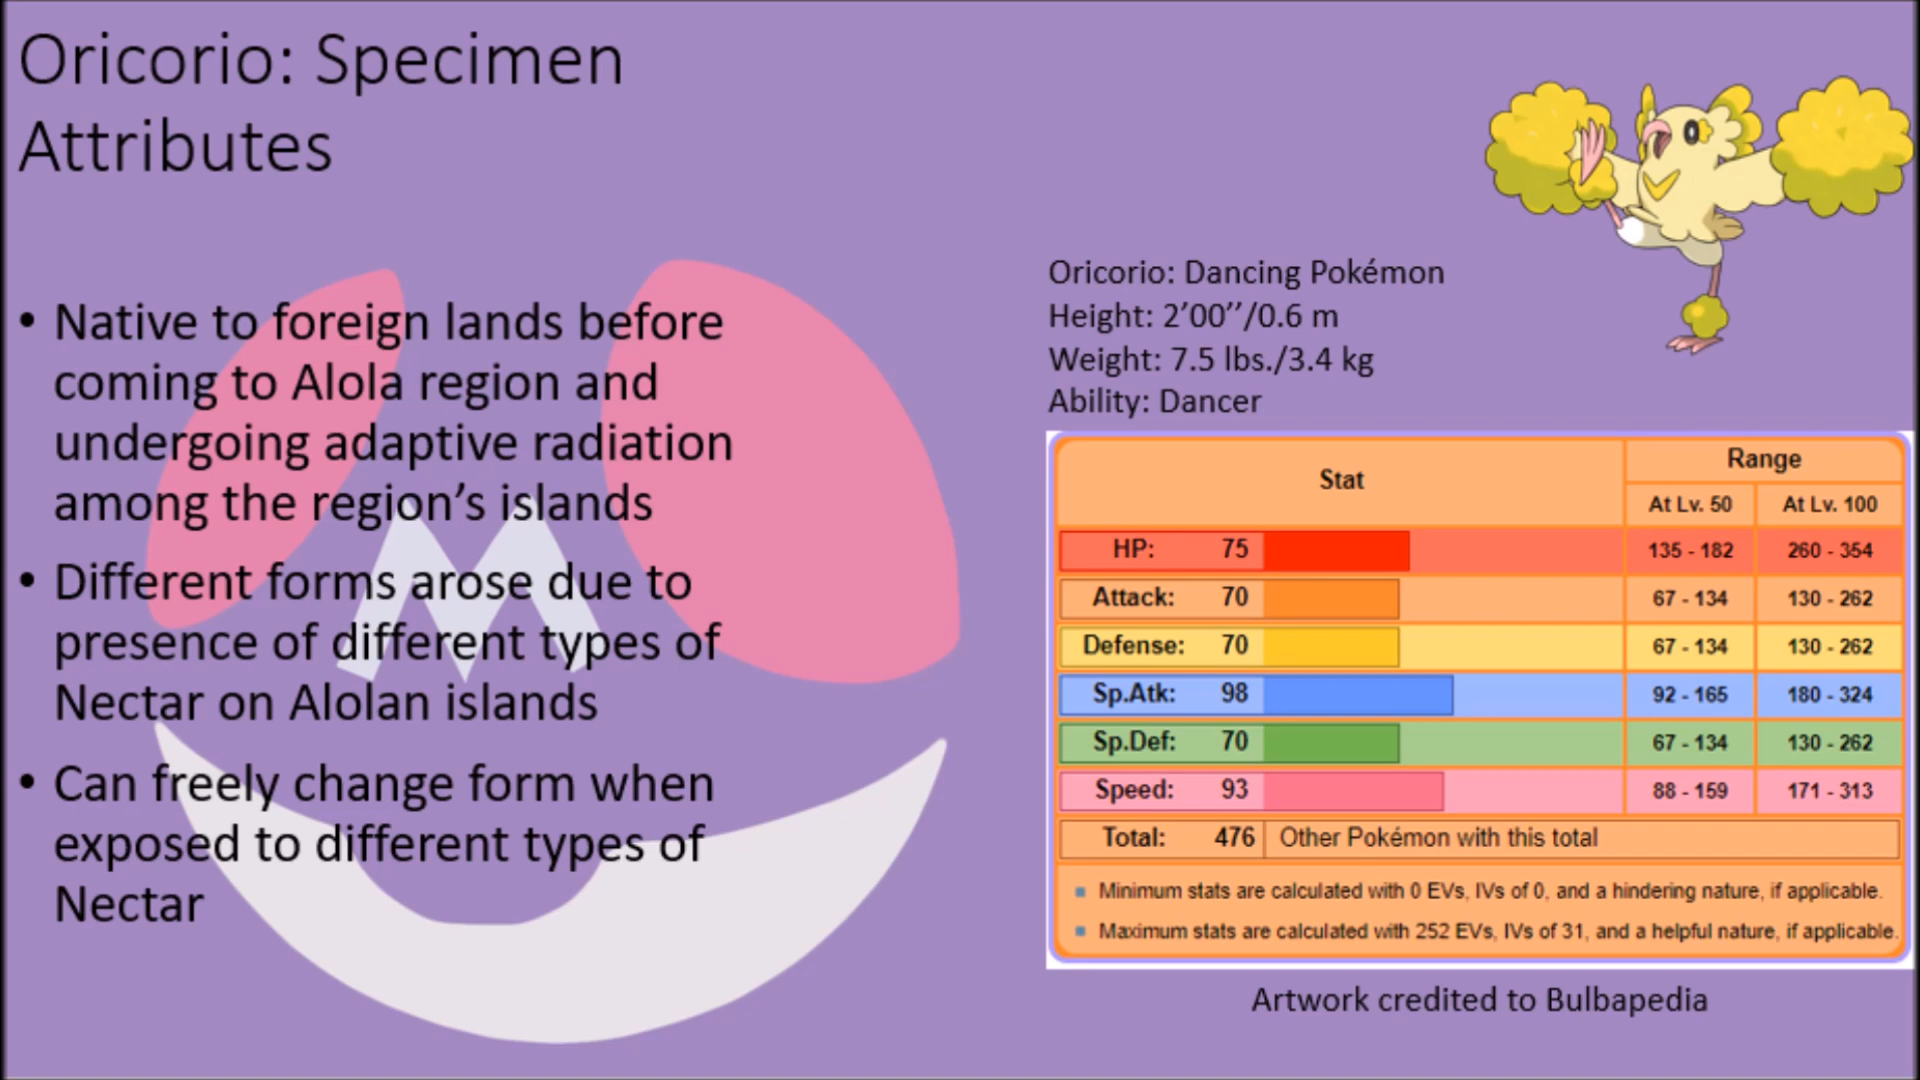 Oricorio: Specimen
Attributes
• Native to foreign lands before
coming to Alola region and
undergoing adaptive radiation
among the region's islands
• Different forms arose due to
presence of different types of
Nectar on Alolan islands
• Can freely change form when
exposed to different types of
Nectar
M
Oricorio: Dancing Pokémon
Height: 2’00’’/0.6 m
Weight: 7.5 lbs./3.4 kg
Ability: Dancer
Stat Range
At Lv. 50 At Lv. 100
HP: 75 135 - 182 260 - 354
Attack: 70 67 - 134 130 - 262
Defense: 70 67 - 134 130 - 262
Sp.Atk: 98 92 - 165 180 - 324
Sp.Def: 70 67 - 134 130 - 262
Speed: 93 88 - 159 171 - 313
Total: 476 Other Pokémon with this total
Minimum stats are calculated with 0 EVs, IVs of 0, and a hindering nature, if applicable.
Maximum stats are calculated with 252 EVs, IVs of 31, and a helpful nature, if applicable.
Artwork credited to Bulbapedia